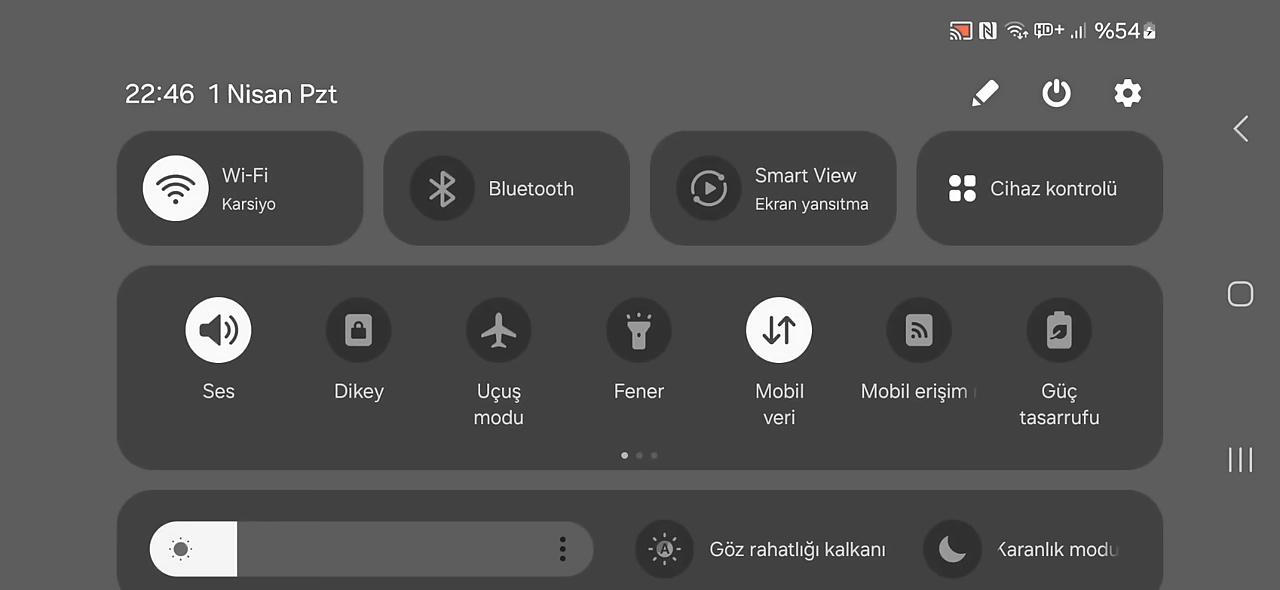 HD+ %54
22:46 1 Nisan Pzt
Wi-Fi
Karsiyo
Bluetooth
Smart View
Ekran yansıtma
Cihaz kontrolü
Ses
Dikey
Uçuş
modu
Fener
Mobil
veri
Mobil erişim
Güç
tasarrufu
A
Göz rahatlığı kalkanı
Karanlık modu